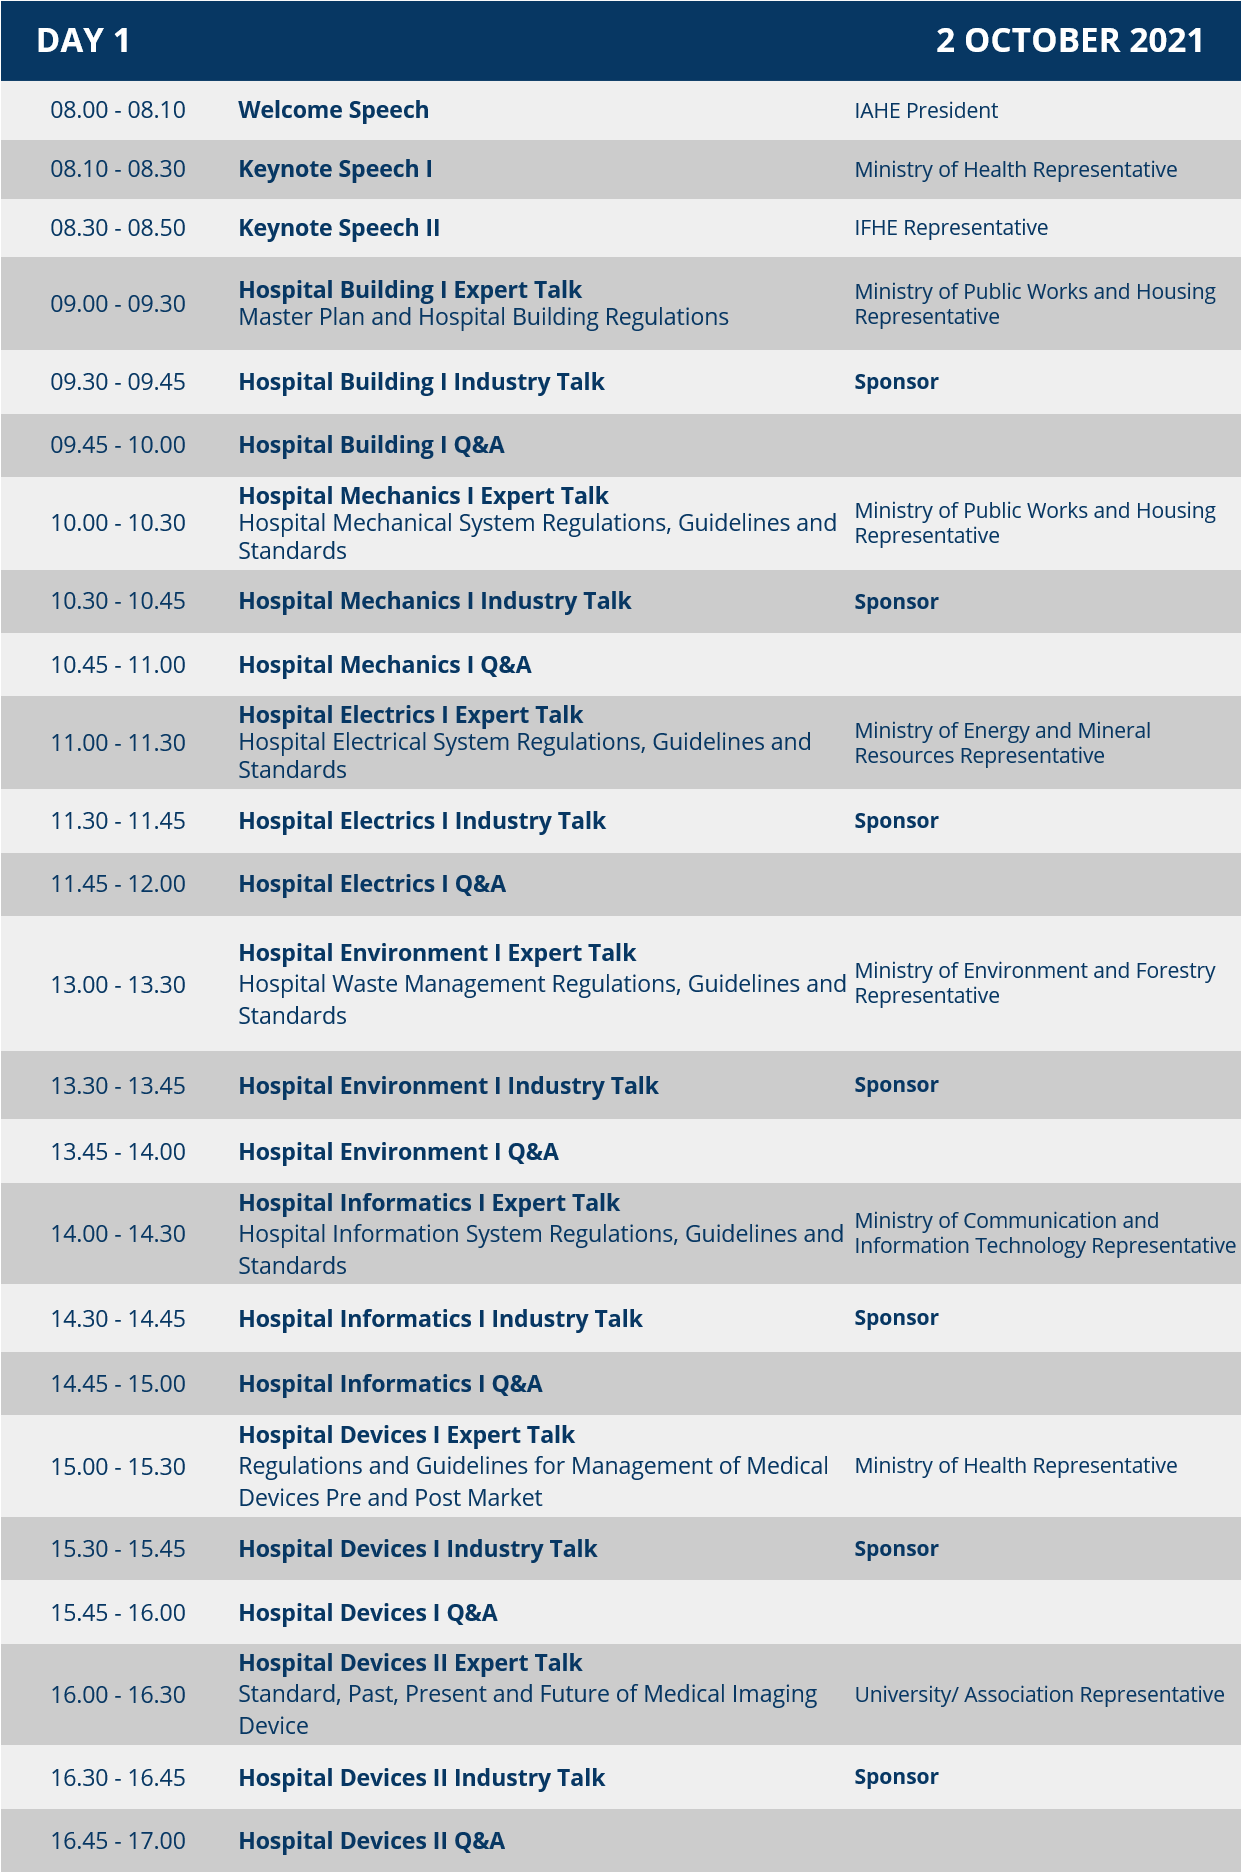 DAY 1 2 OCTOBER 2021
08.00 - 08.10 Welcome Speech IAHE President
08.10 - 08.30 Keynote Speech I Ministry of Health Representative
08.30 - 08.50 Keynote Speech II IFHE Representative
09.00 - 09.30 Hospital Building I Expert Talk
Master Plan and Hospital Building Regulations
Ministry of Public Works and Housing
Representative
09.30 - 09.45 Hospital Building I Industry Talk Sponsor
09.45 - 10.00 Hospital Building I Q&A
10.00 - 10.30 Hospital Mechanics I Expert Talk
Hospital Mechanical System Regulations, Guidelines and
Standards
Ministry of Public Works and Housing
Representative
10.30 - 10.45 Hospital Mechanics I Industry Talk Sponsor
10.45 - 11.00 Hospital Mechanics I Q&A
11.00 - 11.30 Hospital Electrics I Expert Talk
Hospital Electrical System Regulations, Guidelines and
Standards
Ministry of Energy and Mineral
Resources Representative
11.30 - 11.45 Hospital Electrics I Industry Talk Sponsor
11.45 - 12.00 Hospital Electrics I Q&A
13.00 - 13.30 Hospital Environment I Expert Talk
Hospital Waste Management Regulations, Guidelines and
Standards
Ministry of Environment and Forestry
Representative
13.30 - 13.45 Hospital Environment I Industry Talk Sponsor
13.45 - 14.00 Hospital Environment I Q&A
14.00 - 14.30 Hospital Informatics I Expert Talk
Hospital Information System Regulations, Guidelines and
Standards
Ministry of Communication and
Information Technology Representative
14.30 - 14.45 Hospital Informatics I Industry Talk Sponsor
14.45 - 15.00 Hospital Informatics I Q&A
15.00 - 15.30 Hospital Devices I Expert Talk
Regulations and Guidelines for Management of Medical
Devices Pre and Post Market
Ministry of Health Representative
15.30 - 15.45 Hospital Devices I Industry Talk Sponsor
15.45 - 16.00 Hospital Devices I Q&A
16.00 - 16.30 Hospital Devices II Expert Talk
Standard, Past, Present and Future of Medical Imaging
Device
University/ Association Representative
16.30 - 16.45 Hospital Devices II Industry Talk Sponsor
16.45 - 17.00 Hospital Devices II Q&A